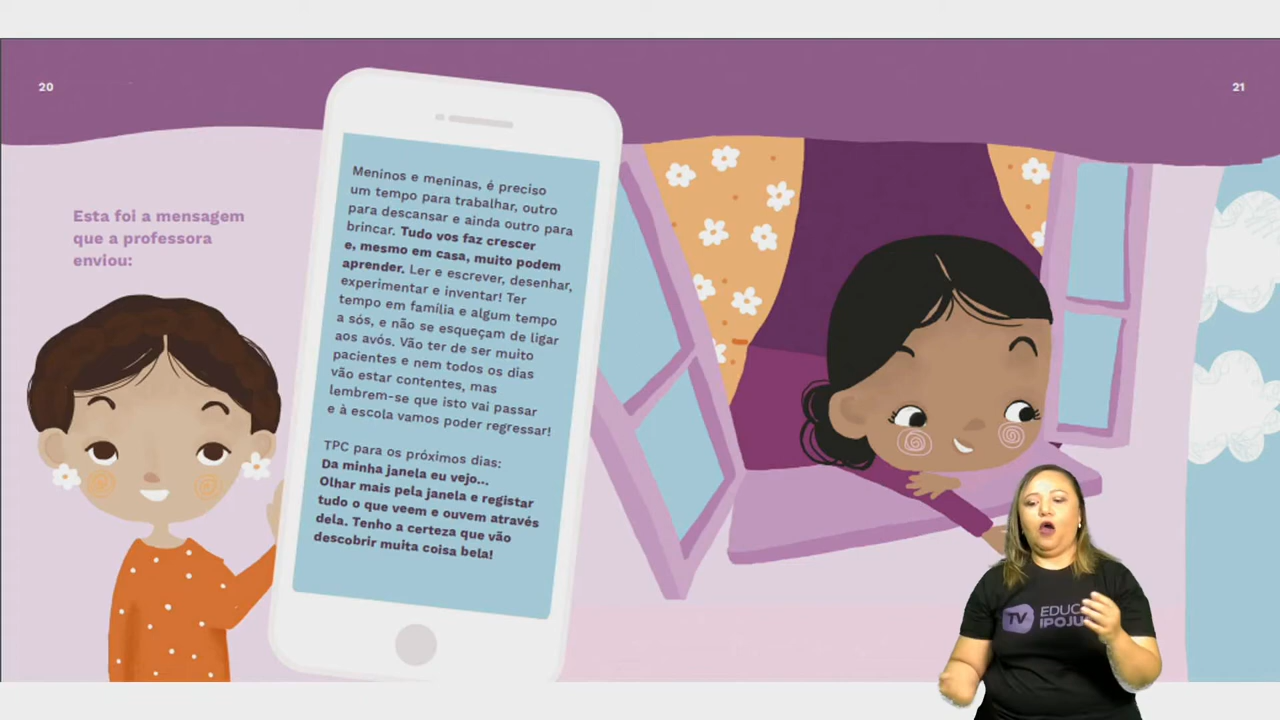 20
21
Esta foi a mensagem
que a professora
enviou:
Meninos e meninas, é preciso
um tempo para trabalhar, outro
para descansar e ainda outro para
brincar. Tudo vos faz crescer
e, mesmo em casa, muito podem
aprender. Ler e escrever, desenhar,
experimentar e inventar! Ter
tempo em família e algum tempo
a sós, e não se esqueçam de ligar
aos avós. Vão ter de ser muito
pacientes e nem todos os dias
vão estar contentes, mas
lembrem-se que isto vai passar
e à escola vamos poder regressar!
TPC para os próximos dias:
Da minha janela eu vejo...
Olhar mais pela janela e registar
tudo o que veem e ouvem através
dela. Tenho a certeza que vão
descobrir muita coisa bela!
TV